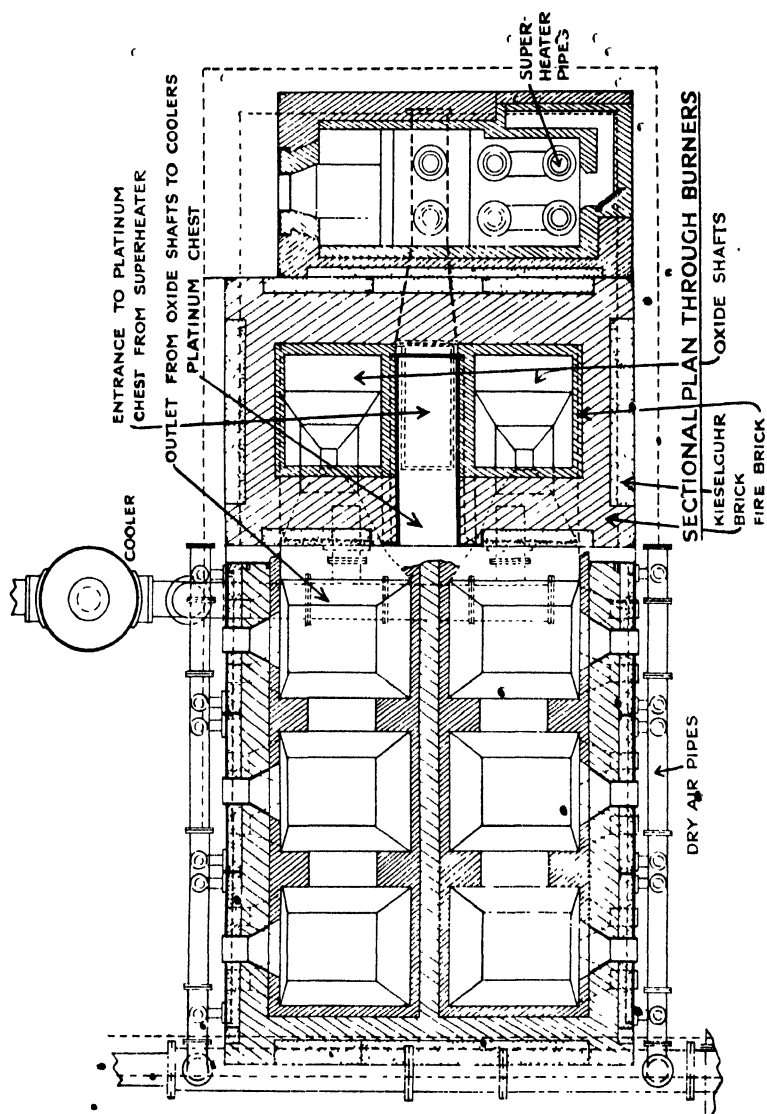 SUPER-
HEATER
PIPES
ENTRANCE TO PLATINUM
CHEST FROM SUPERHEATER
OUTLET FROM OXIDE SHAFTS TO COOLERS
PLATINUM CHEST
COOLER
SECTIONAL PLAN THROUGH BURNERS
OXIDE SHAFTS
KIESELGUHR
BRICK
FIRE BRICK
DRY AIR PIPES